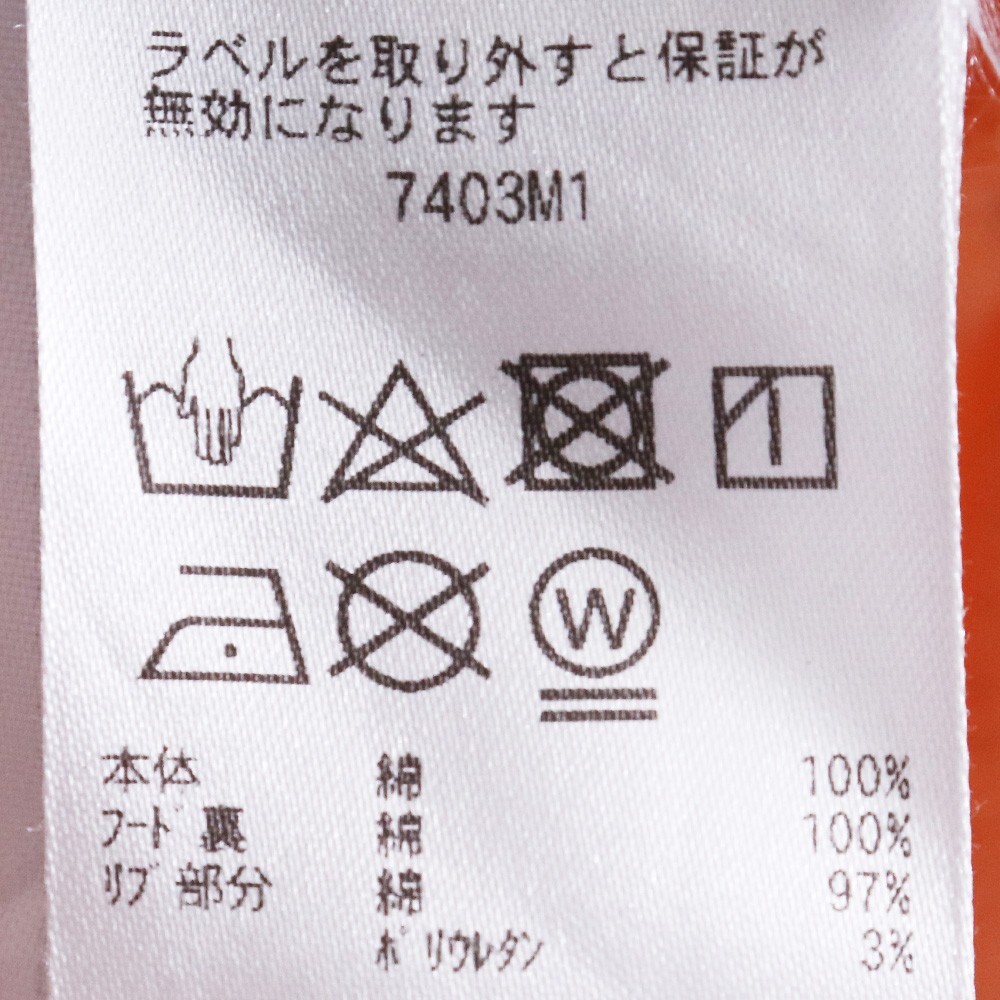 ラベルを取り外すと保証が
無効になります
7403M1
W
本体 綿 100%
フード 裏 綿 100%
リブ 部分 綿 97%
ポリウレタン 3%